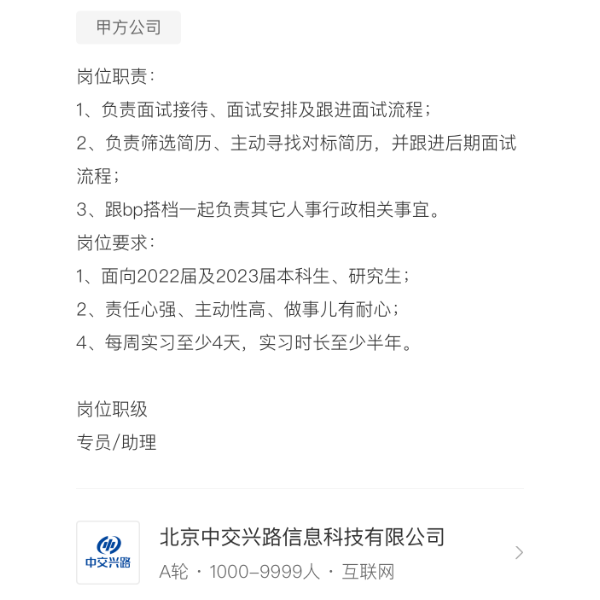 甲方公司
岗位职责：
1、负责面试接待、面试安排及跟进面试流程；
2、负责筛选简历、主动寻找对标简历，并跟进后期面试
流程；
3、跟bp搭档一起负责其它人事行政相关事宜。
岗位要求：
1、面向2022届及2023届本科生、研究生；
2、责任心强、主动性高、做事儿有耐心；
4、每周实习至少4天，实习时长至少半年。
岗位职级
专员/助理
北京中交兴路信息科技有限公司
中交兴路
A轮·1000-9999人·互联网